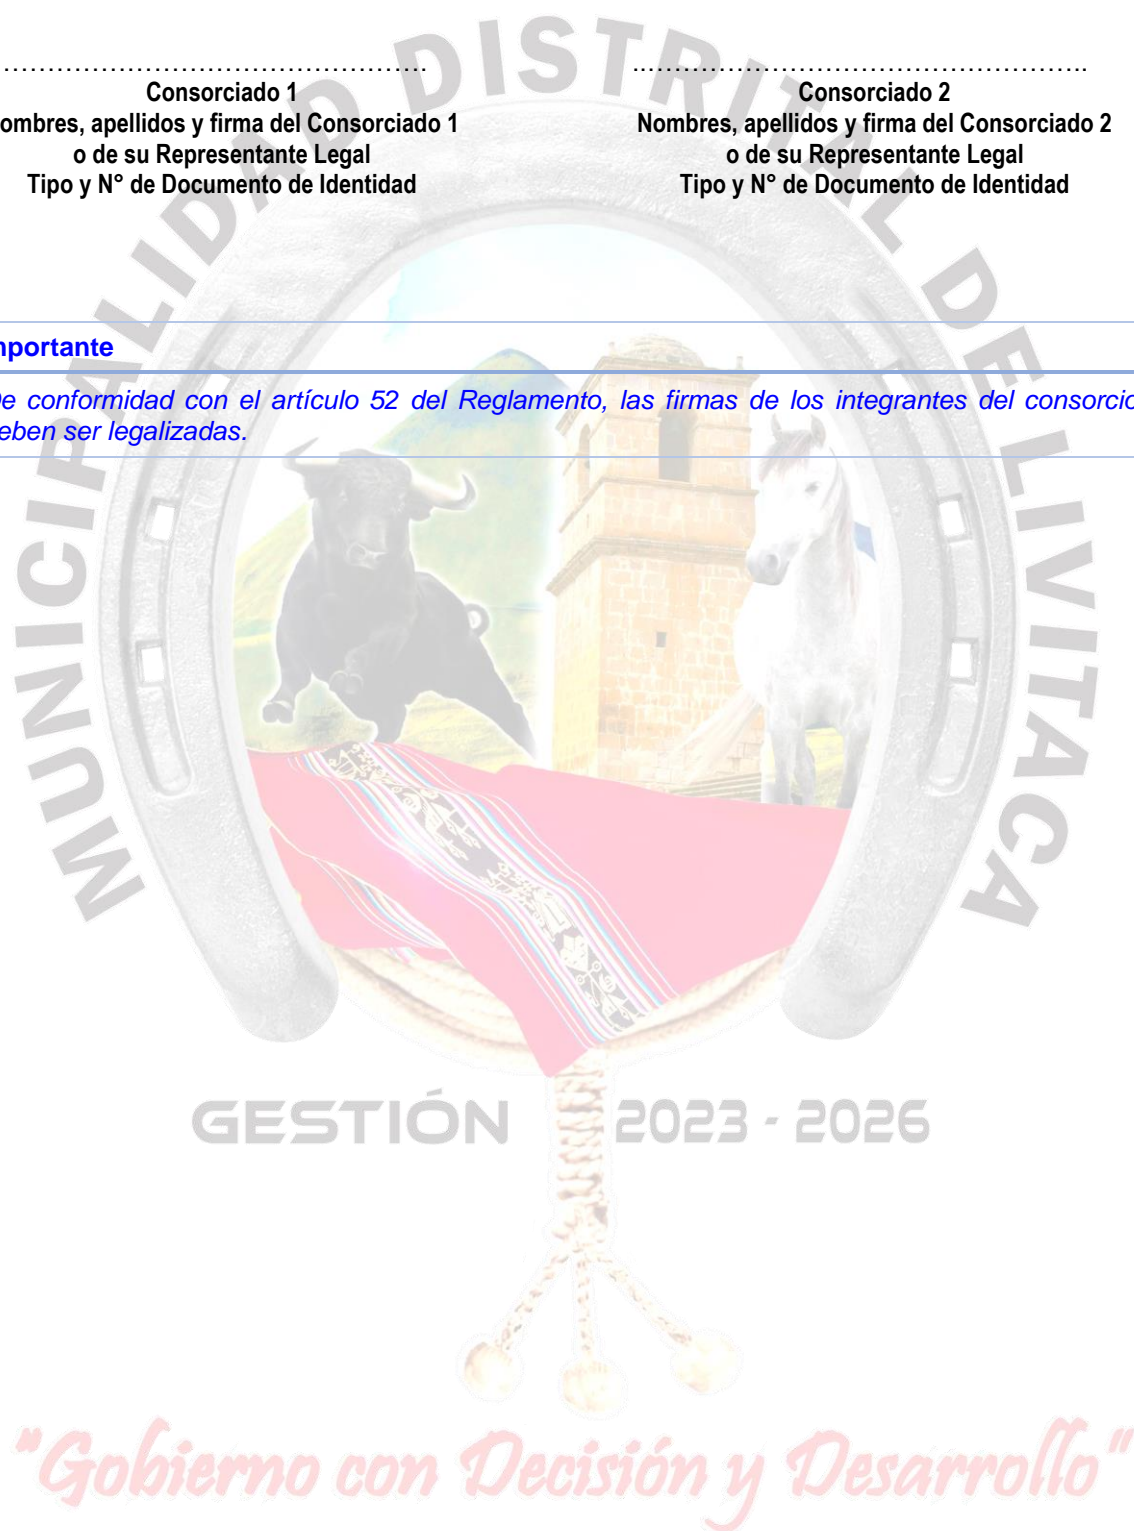 ……………………………………………. …………………………………………….
Consorciado 1 Consorciado 2
ombres, apellidos y firma del Consorciado 1 Nombres, apellidos y firma del Consorciado 2
o de su Representante Legal o de su Representante Legal
Tipo y N° de Documento de Identidad Tipo y N° de Documento de Identidad
mportante
e conformidad con el artículo 52 del Reglamento, las firmas de los integrantes del consorcio
eben ser legalizadas.
MUNICIPALIDAD DISTRITAL DE LIVITACA
GESTIÓN 2023 - 2026
"Gobierno con Decisión y Desarrollo"